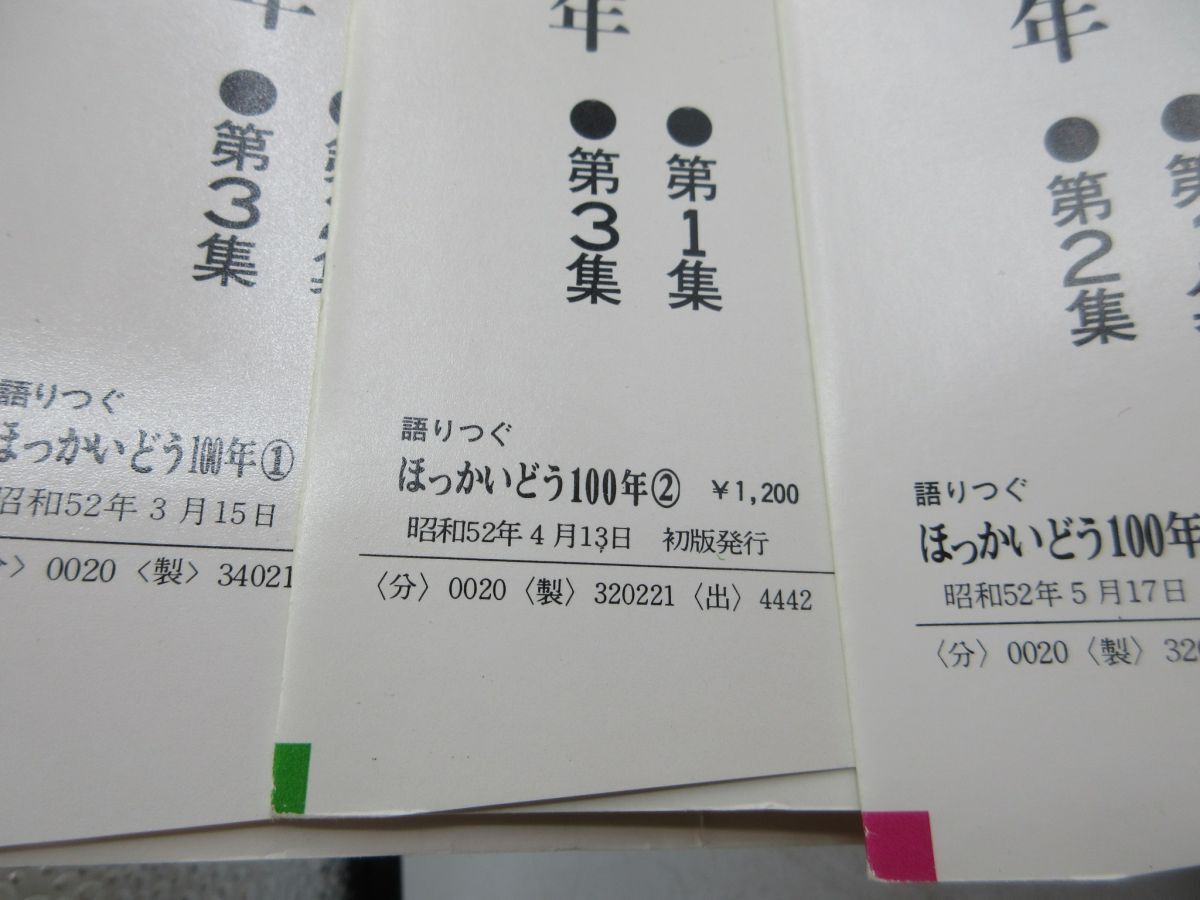 年
●第3集
語りつぐ
ほっかいどう100年①
昭和52年3月15日
〉0020〈製〉34021
年
●第1集
●第3集
語りつぐ
ほっかいどう100年② ¥1,200
昭和52年4月13日 初版発行
〈分〉0020〈製〉320221〈出〉4442
年
●第2集
語りつぐ
ほっかいどう100年
昭和52年5月17日
〈分〉0020〈製〉32